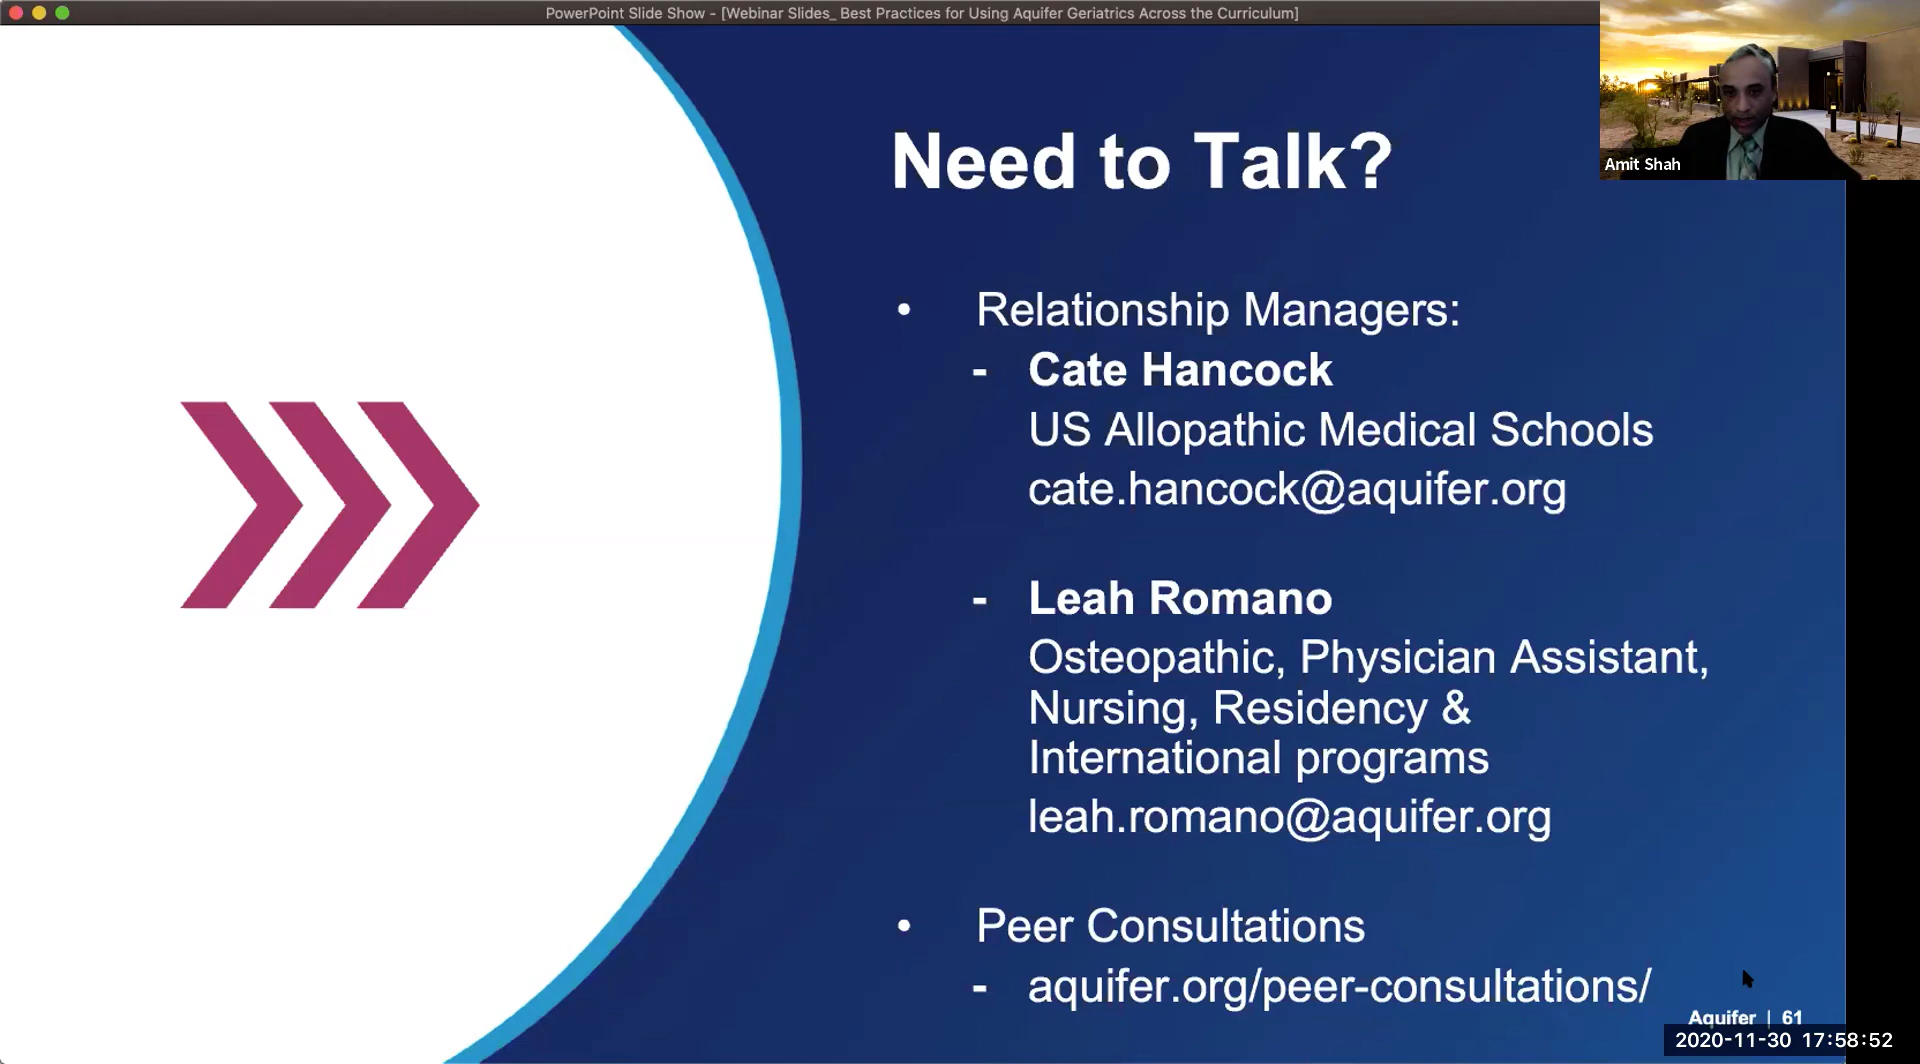 PowerPoint Slide Show - [Webinar Slides_ Best Practices for Using Aquifer Geriatrics Across the Curriculum]
Amit Shah
Need to Talk?
• Relationship Managers:
- Cate Hancock
US Allopathic Medical Schools
cate.hancock@aquifer.org
- Leah Romano
Osteopathic, Physician Assistant,
Nursing, Residency &
International programs
leah.romano@aquifer.org
• Peer Consultations
- aquifer.org/peer-consultations/
Aquifer | 61
2020-11-30 17:58:52